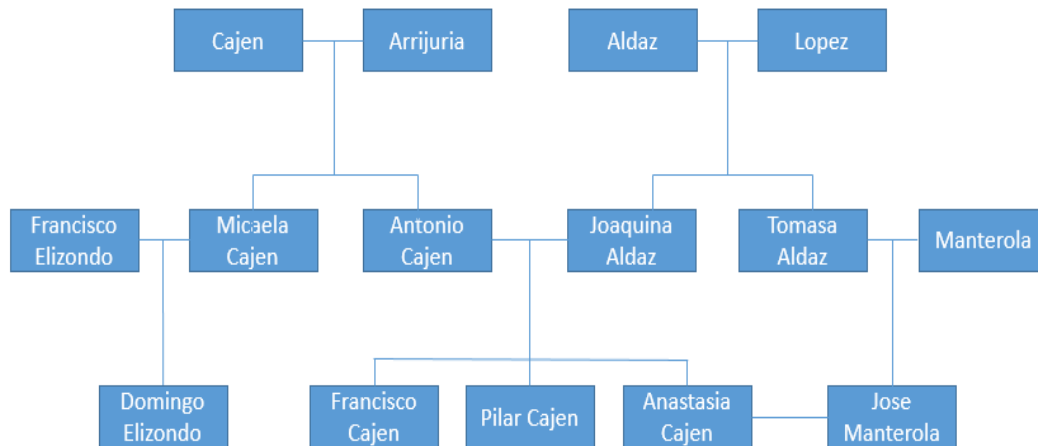 Cajen
Arrijuria
Aldaz
Lopez
Francisco
Elizondo
Micaela
Cajen
Antonio
Cajen
Joaquina
Aldaz
Tomasa
Aldaz
Manterola
Domingo
Elizondo
Francisco
Cajen
Pilar Cajen
Anastasia
Cajen
Jose
Manterola